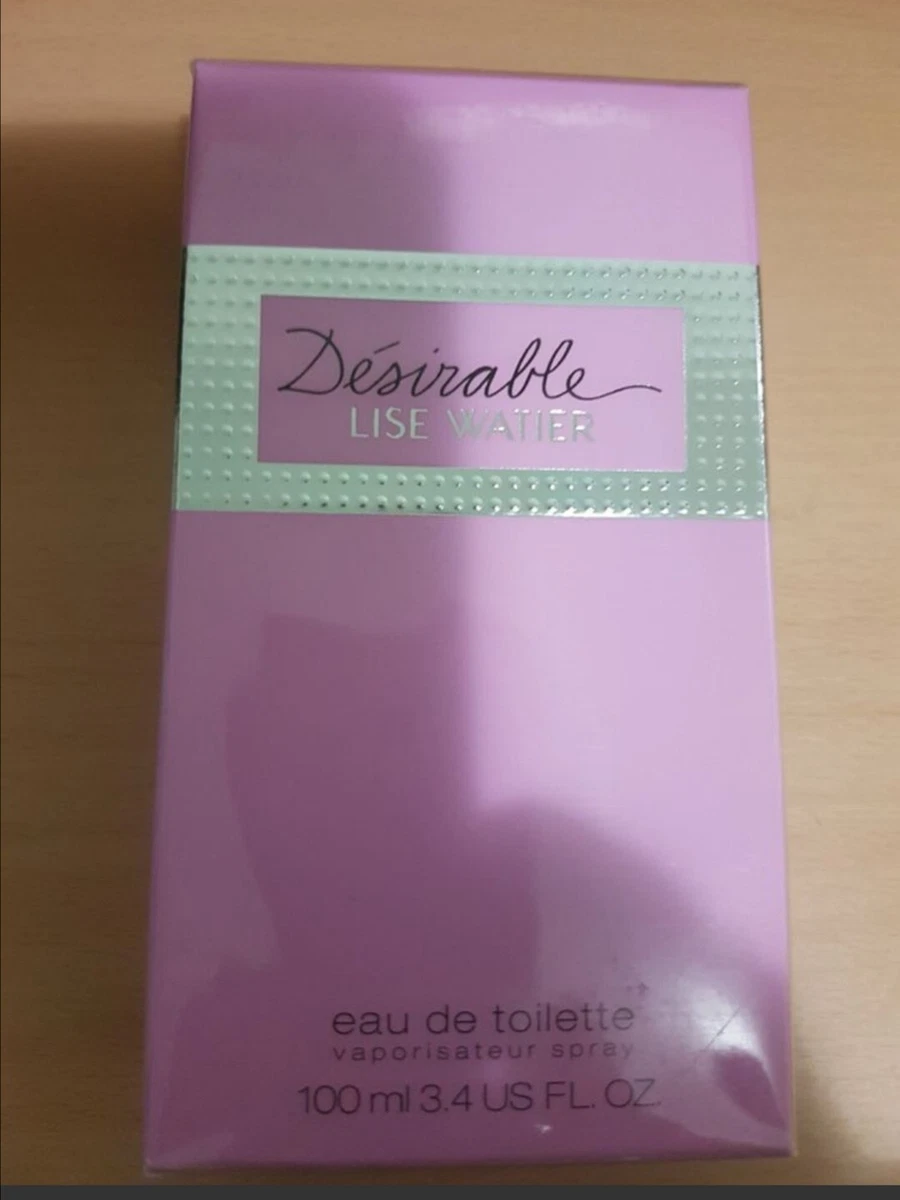 Désirable
LISE WATIER
eau de toilette
vaporisateur spray
100 ml 3.4 US FL. OZ.